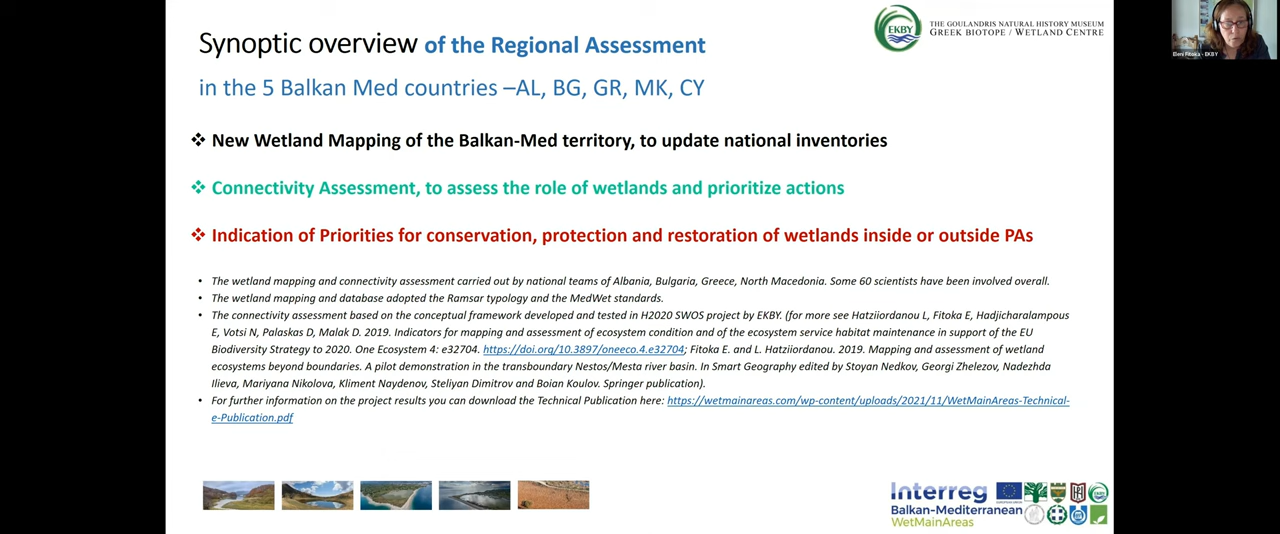 Synoptic overview of the Regional Assessment
in the 5 Balkan Med countries –AL, BG, GR, MK, CY
EKBY
THE GOULANDRIS NATURAL HISTORY MUSEUM
GREEK BIOTOPE / WETLAND CENTRE
Eleni Fitoka - EKBY
❖ New Wetland Mapping of the Balkan-Med territory, to update national inventories
❖ Connectivity Assessment, to assess the role of wetlands and prioritize actions
❖ Indication of Priorities for conservation, protection and restoration of wetlands inside or outside PAs
• The wetland mapping and connectivity assessment carried out by national teams of Albania, Bulgaria, Greece, North Macedonia. Some 60 scientists have been involved overall.
• The wetland mapping and database adopted the Ramsar typology and the MedWet standards.
• The connectivity assessment based on the conceptual framework developed and tested in H2020 SWOS project by EKBY. (for more see Hatziiordanou L, Fitoka E, Hadjicharalampous
E, Votsi N, Palaskas D, Malak D. 2019. Indicators for mapping and assessment of ecosystem condition and of the ecosystem service habitat maintenance in support of the EU
Biodiversity Strategy to 2020. One Ecosystem 4: e32704. https://doi.org/10.3897/oneeco.4.e32704; Fitoka E. and L. Hatziiordanou. 2019. Mapping and assessment of wetland
ecosystems beyond boundaries. A pilot demonstration in the transboundary Nestos/Mesta river basin. In Smart Geography edited by Stoyan Nedkov, Georgi Zhelezov, Nadezhda
Ilieva, Mariyana Nikolova, Kliment Naydenov, Steliyan Dimitrov and Boian Koulov. Springer publication).
• For further information on the project results you can download the Technical Publication here: https://wetmainareas.com/wp-content/uploads/2021/11/WetMainAreas-Technical-
e-Publication.pdf
Interreg
Balkan-Mediterranean
WetMainAreas